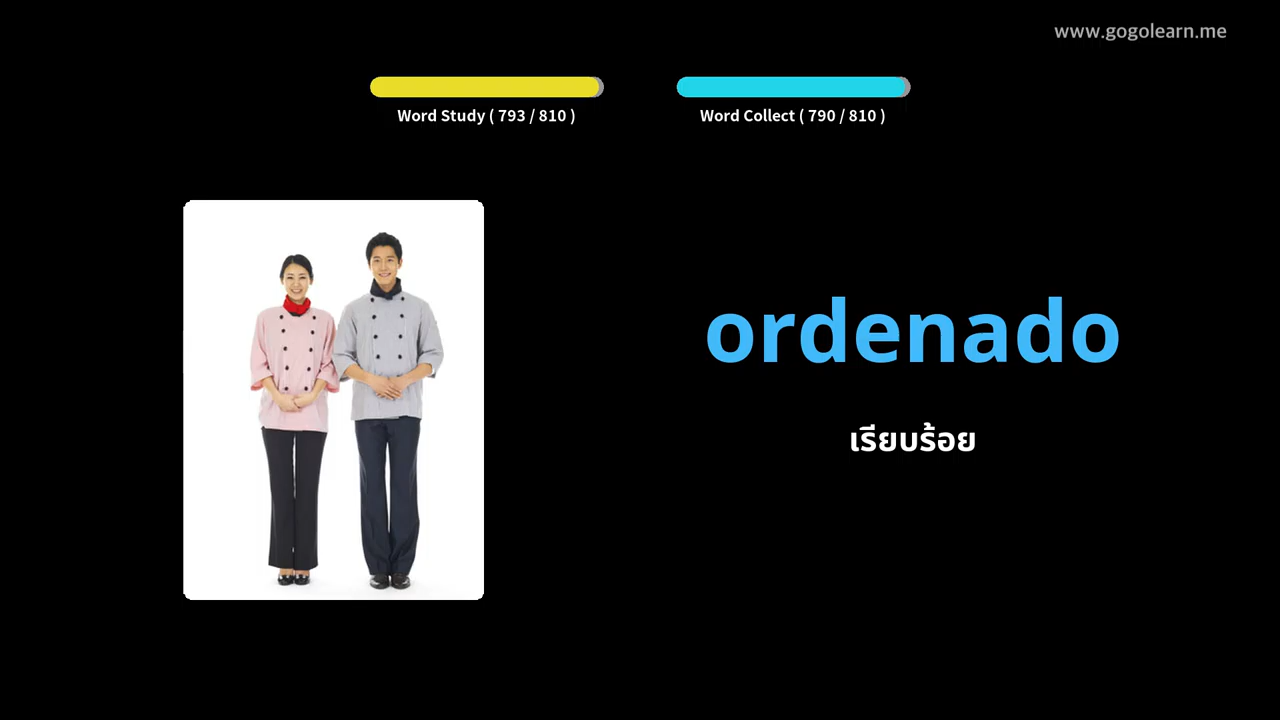 www.gogolearn.me
Word Study ( 793 / 810 )
Word Collect ( 790 / 810 )
ordenado
เรียบร้อย